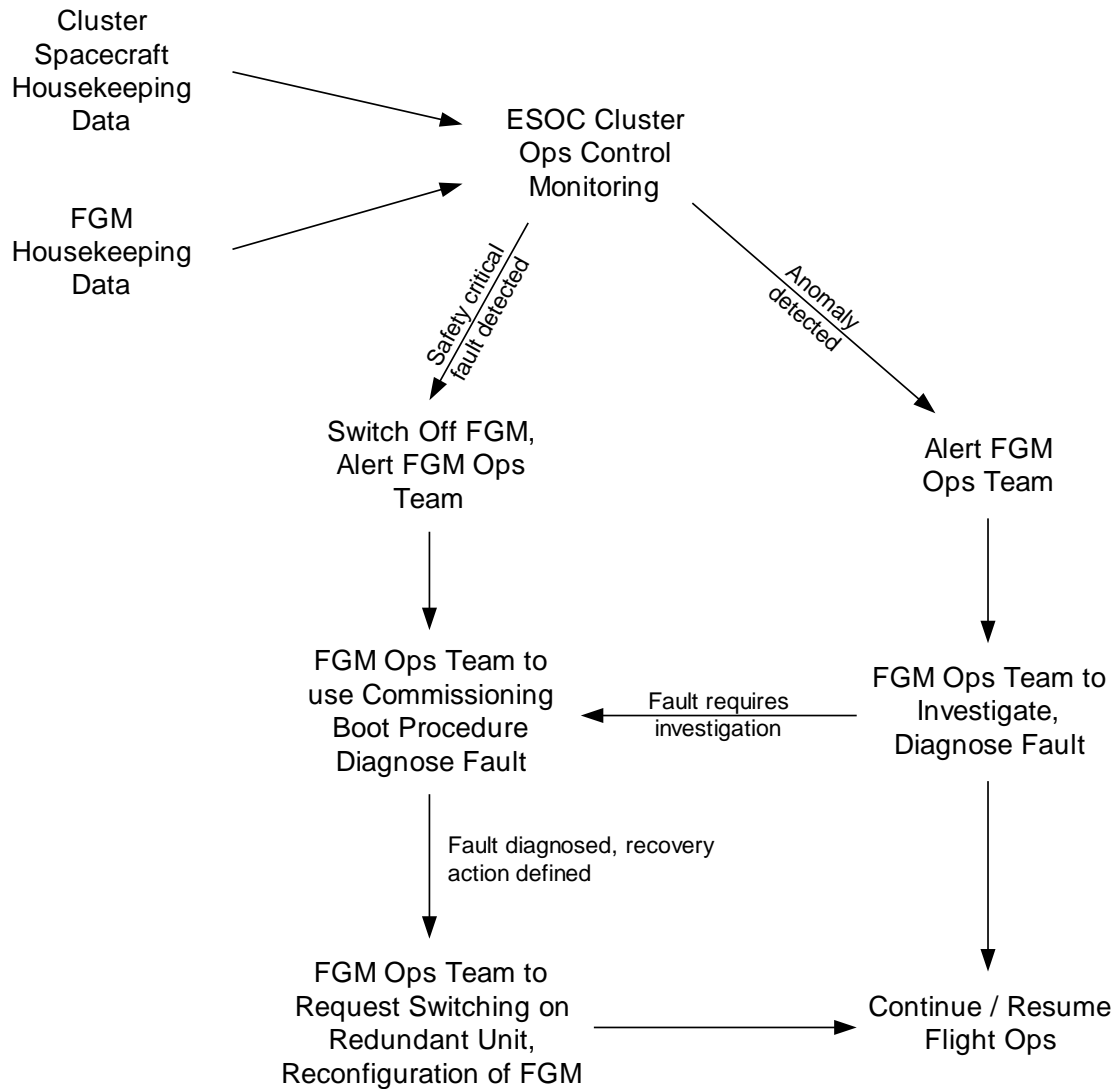 Cluster
Spacecraft
Housekeeping
Data
ESOC Cluster
Ops Control
Monitoring
FGM
Housekeeping
Data
Safety critical
fault detected
Anomaly
detected
Switch Off FGM,
Alert FGM Ops
Team
Alert FGM
Ops Team
FGM Ops Team to
use Commissioning
Boot Procedure
Diagnose Fault
Fault requires
investigation
FGM Ops Team to
Investigate,
Diagnose Fault
Fault diagnosed, recovery
action defined
FGM Ops Team to
Request Switching on
Redundant Unit,
Reconfiguration of FGM
Continue / Resume
Flight Ops